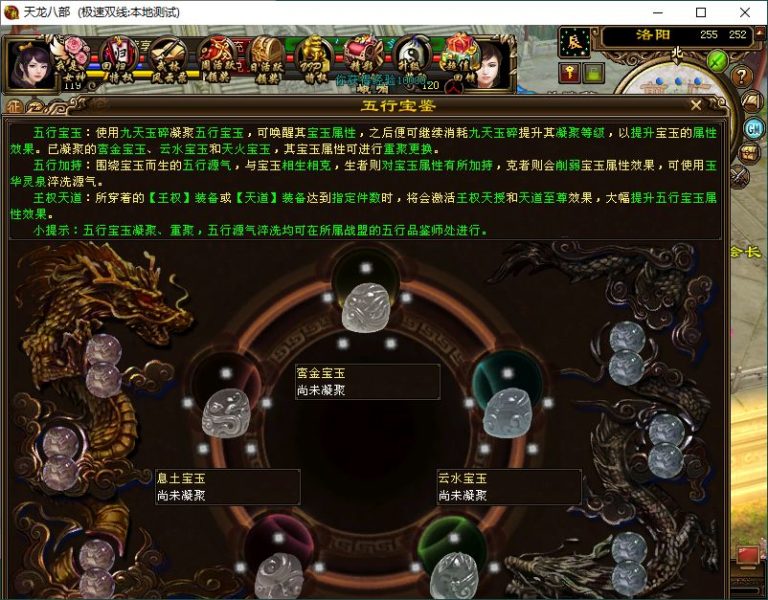 天龙八部 (极速双线:本地测试)
洛阳 255 252
北
辰
GM
119
120
征
五行宝鉴
五行宝玉：使用九天玉碎凝聚五行宝玉，可唤醒其宝玉属性，之后便可继续消耗九天玉碎提升其凝聚等级，以提升宝玉的属性
效果。已凝聚的銮金宝玉、云水宝玉和天火宝玉，其宝玉属性可进行重聚更换。
五行加持：围绕宝玉而生的五行源气，与宝玉相生相克，生者则对宝玉属性有所加持，克者则会削弱宝玉属性效果，可使用玉
华灵泉淬洗源气。
王权天道：所穿着的【王权】装备或【天道】装备达到指定件数时，将会激活王权天授和天道至尊效果，大幅提升五行宝玉属
性效果。
小提示：五行宝玉凝聚、重聚，五行源气淬洗均可在所属战盟的五行品鉴师处进行。
会长
銮金宝玉
尚未凝聚
息土宝玉
尚未凝聚
云水宝玉
尚未凝聚